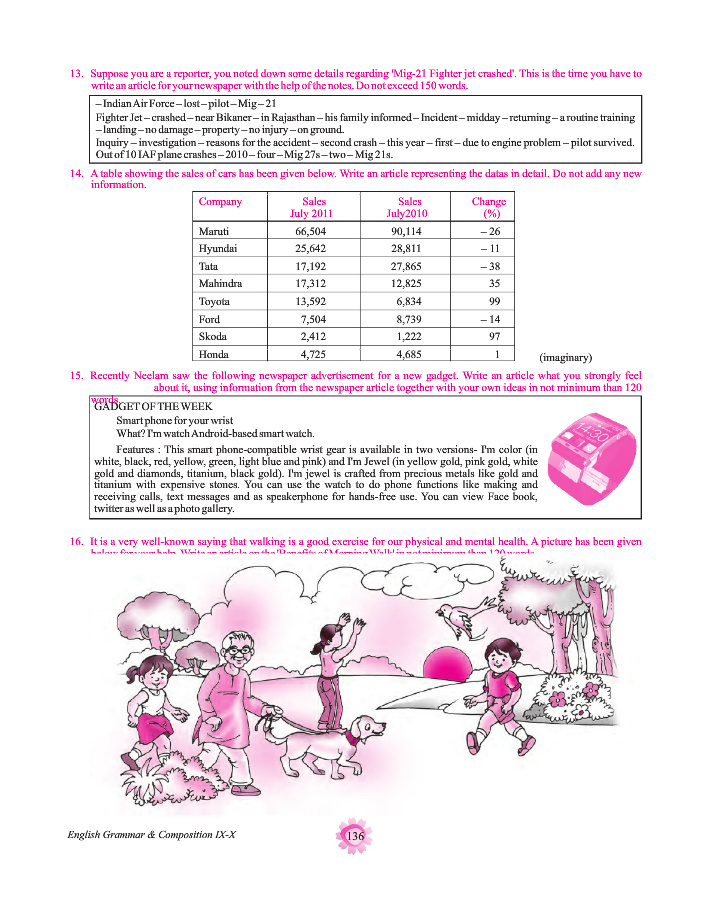 13. Suppose you are a reporter, you noted down some details regarding 'Mig-21 Fighter jet crashed'. This is the time you have to
write an article for your newspaper with the help of the notes. Do not exceed 150 words.
– Indian Air Force – lost – pilot – Mig – 21
Fighter Jet – crashed – near Bikaner – in Rajasthan – his family informed – Incident – midday – returning – a routine training
– landing – no damage – property – no injury – on ground.
Inquiry – investigation – reasons for the accident – second crash – this year – first – due to engine problem – pilot survived.
Out of 10 IAF plane crashes – 2010 – four – Mig 27s – two – Mig 21s.
14. A table showing the sales of cars has been given below. Write an article representing the datas in detail. Do not add any new
information.
Company Sales Sales Change
July 2011 July2010 (%)
Maruti 66,504 90,114 – 26
Hyundai 25,642 28,811 – 11
Tata 17,192 27,865 – 38
Mahindra 17,312 12,825 35
Toyota 13,592 6,834 99
Ford 7,504 8,739 – 14
Skoda 2,412 1,222 97
Honda 4,725 4,685 1
(imaginary)
15. Recently Neelam saw the following newspaper advertisement for a new gadget. Write an article what you strongly feel
about it, using information from the newspaper article together with your own ideas in not minimum than 120
words.
GADGET OF THE WEEK
Smart phone for your wrist
What? I'm watch Android-based smart watch.
Features : This smart phone-compatible wrist gear is available in two versions- I'm color (in
white, black, red, yellow, green, light blue and pink) and I'm Jewel (in yellow gold, pink gold, white
gold and diamonds, titanium, black gold). I'm jewel is crafted from precious metals like gold and
titanium with expensive stones. You can use the watch to do phone functions like making and
receiving calls, text messages and as speakerphone for hands-free use. You can view Face book,
twitter as well as a photo gallery.
14:30
16. It is a very well-known saying that walking is a good exercise for our physical and mental health. A picture has been given
below for your help. Write an article on the 'Benefits of Morning Walk' in not minimum than 120 words.
English Grammar & Composition IX-X
136